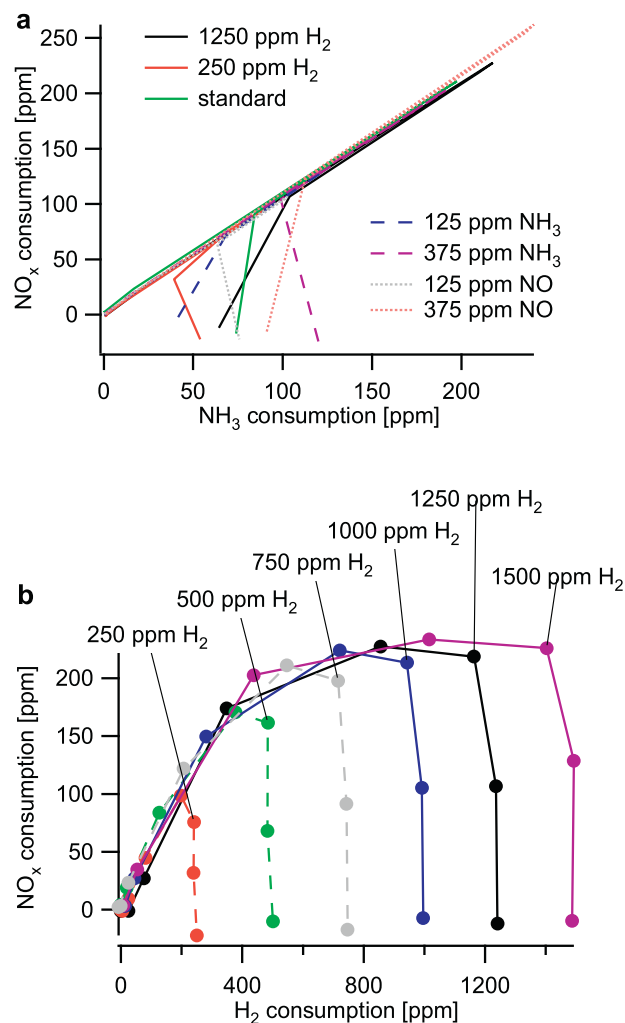 a
NOx consumption [ppm]
250
200
150
100
50
0
1250 ppm H2
250 ppm H2
standard
125 ppm NH3
375 ppm NH3
125 ppm NO
375 ppm NO
0 50 100 150 200
NH3 consumption [ppm]
b
1250 ppm H2
1000 ppm H2
750 ppm H2
1500 ppm H2
500 ppm H2
250 ppm H2
NOx consumption [ppm]
200
150
100
50
0
0 400 800 1200
H2 consumption [ppm]